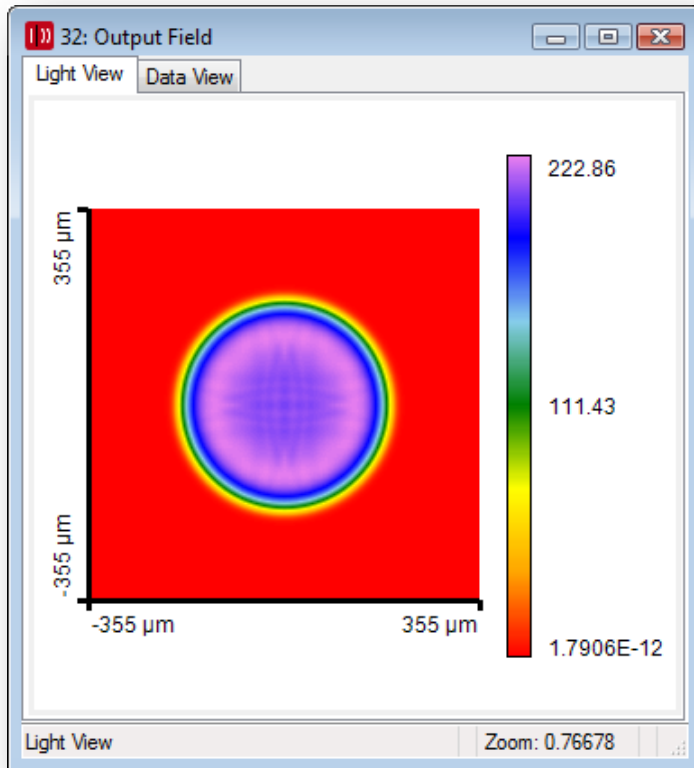 32: Output Field
Light View
Data View
222.86
355 µm
111.43
-355 µm
-355 µm
355 µm
1.7906E-12
Light View
Zoom: 0.76678